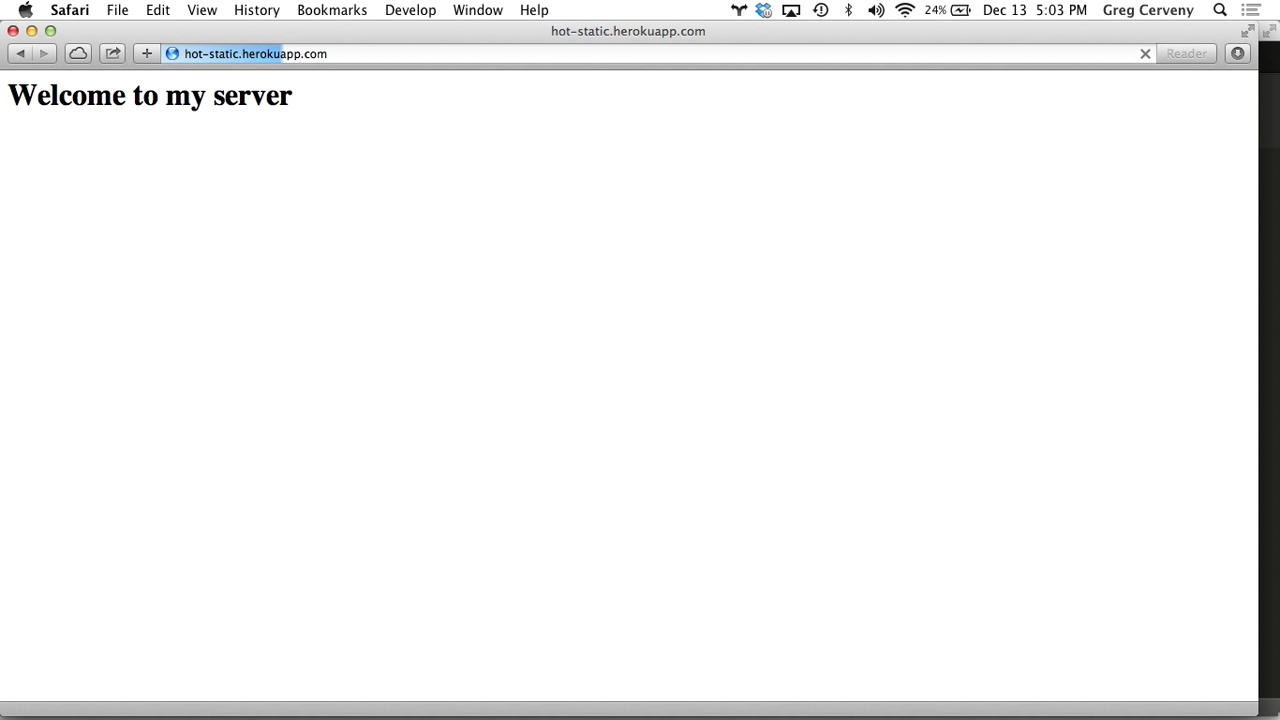 Safari File Edit View History Bookmarks Develop Window Help 24% Dec 13 5:03 PM Greg Cerveny
hot-static.herokuapp.com
hot-static.herokuapp.com Reader
Welcome to my server